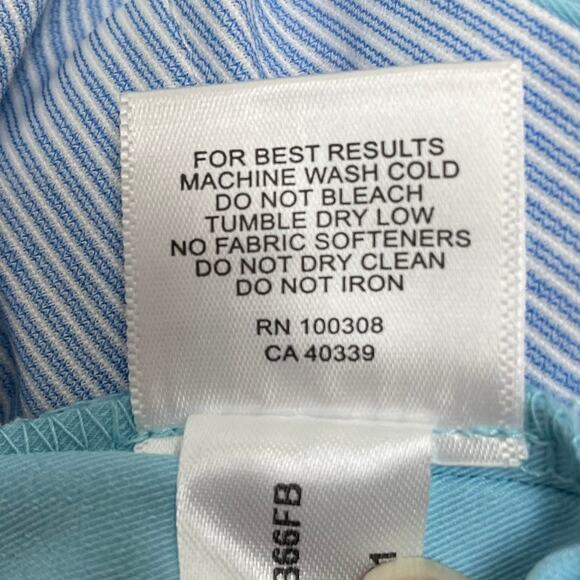 FOR BEST RESULTS
MACHINE WASH COLD
DO NOT BLEACH
TUMBLE DRY LOW
NO FABRIC SOFTENERS
DO NOT DRY CLEAN
DO NOT IRON
RN 100308
CA 40339